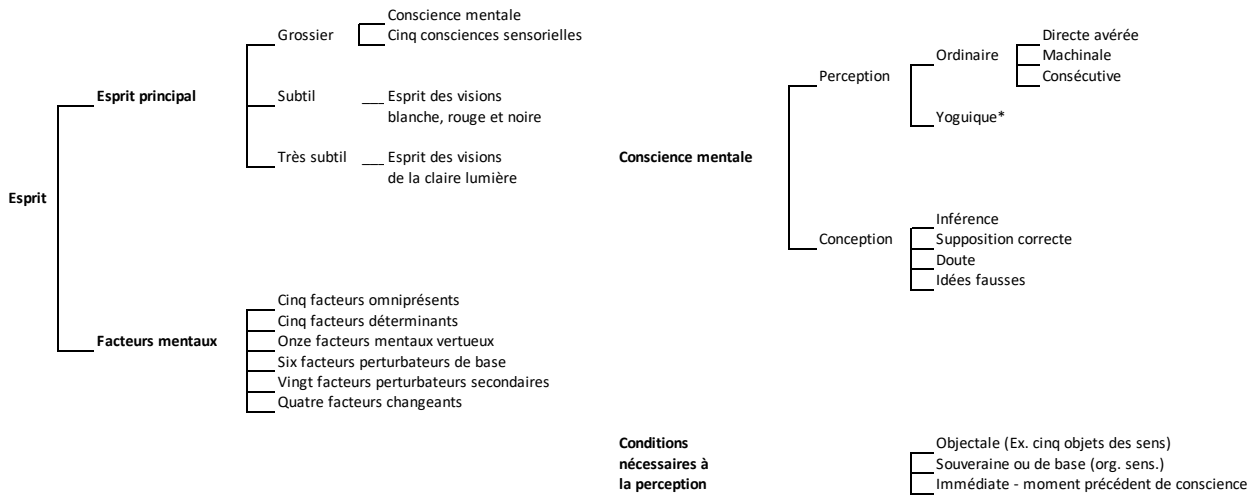 Esprit
Esprit principal
Grossier
Conscience mentale
Cinq consciences sensorielles
Subtil
___ Esprit des visions
blanche, rouge et noire
Très subtil
___ Esprit des visions
de la claire lumière
Facteurs mentaux
Cinq facteurs omniprésents
Cinq facteurs déterminants
Onze facteurs mentaux vertueux
Six facteurs perturbateurs de base
Vingt facteurs perturbateurs secondaires
Quatre facteurs changeants
Conscience mentale
Perception
Ordinaire
Directe avérée
Machinale
Consécutive
Yoguique*
Conception
Inférence
Supposition correcte
Doute
Idées fausses
Conditions
nécessaires à
la perception
Objectale (Ex. cinq objets des sens)
Souveraine ou de base (org. sens.)
Immédiate - moment précédent de conscience